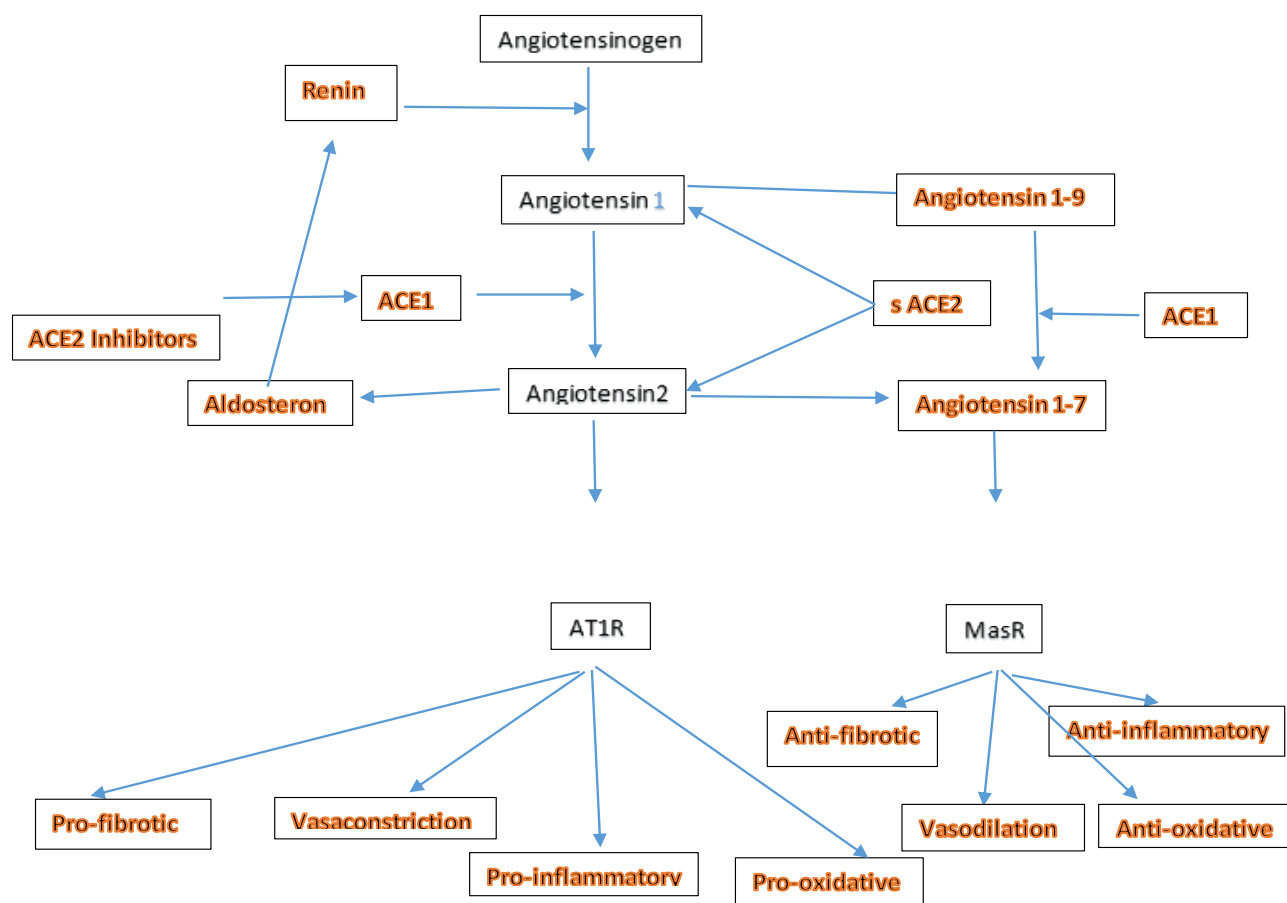 Angiotensinogen
Renin
Angiotensin 1
Angiotensin 1-9
ACE1
s ACE2
ACE1
ACE2 Inhibitors
Aldosteron
Angiotensin2
Angiotensin 1-7
AT1R
MasR
Anti-fibrotic
Anti-inflammatory
Pro-fibrotic
Vasaconstriction
Vasodilation
Anti-oxidative
Pro-inflammatory
Pro-oxidative